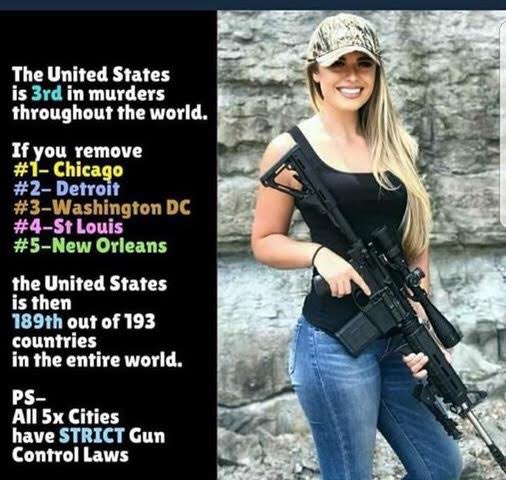 The United States
is 3rd in murders
throughout the world.
If you remove
#1- Chicago
#2- Detroit
#3-Washington DC
#4-St Louis
#5-New Orleans
the United States
is then
189th out of 193
countries
in the entire world.
PS-
All 5x Cities
have STRICT Gun
Control Laws